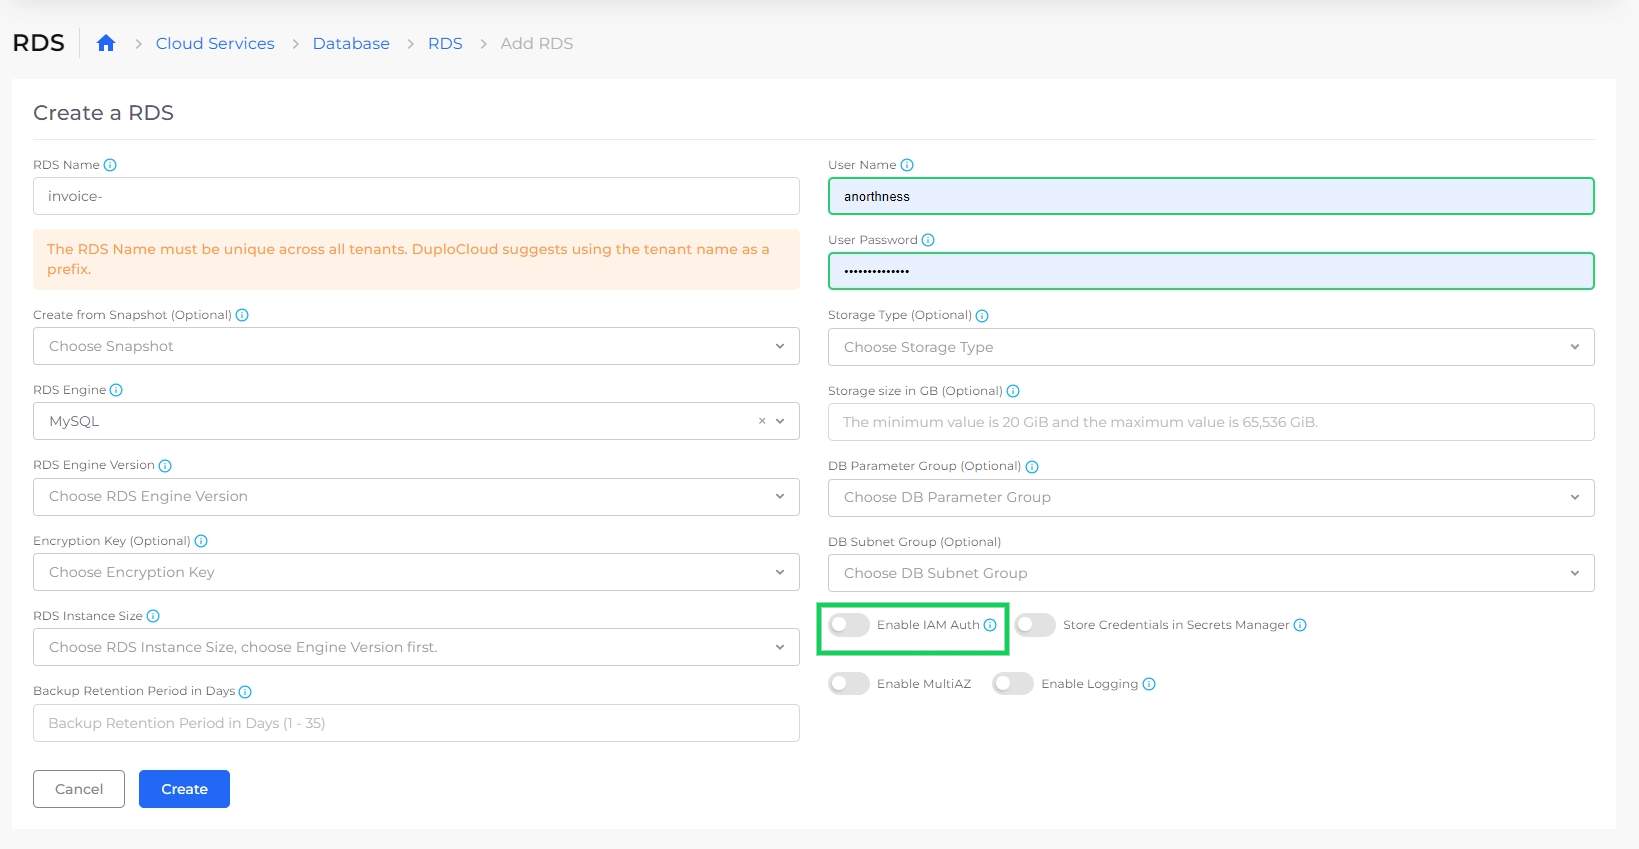 RDS
Cloud Services > Database > RDS > Add RDS
Create a RDS
RDS Name
invoice-
The RDS Name must be unique across all tenants. DuploCloud suggests using the tenant name as a
prefix.
Create from Snapshot (Optional)
Choose Snapshot
RDS Engine
MySQL
RDS Engine Version
Choose RDS Engine Version
Encryption Key (Optional)
Choose Encryption Key
RDS Instance Size
Choose RDS Instance Size, choose Engine Version first.
Backup Retention Period in Days
Backup Retention Period in Days (1 - 35)
User Name
anorthness
User Password
••••••••••••••
Storage Type (Optional)
Choose Storage Type
Storage size in GB (Optional)
The minimum value is 20 GiB and the maximum value is 65,536 GiB.
DB Parameter Group (Optional)
Choose DB Parameter Group
DB Subnet Group (Optional)
Choose DB Subnet Group
Enable IAM Auth Store Credentials in Secrets Manager
Enable MultiAZ Enable Logging
Cancel Create